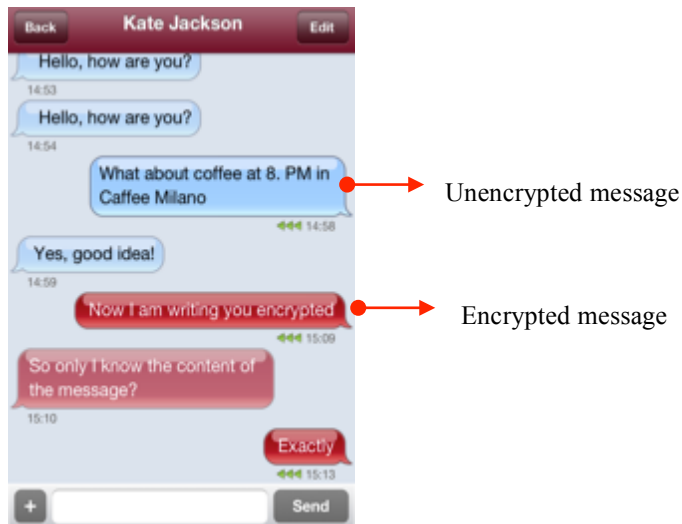 Back Kate Jackson Edit
Hello, how are you?
14:53
Hello, how are you?
14:54
What about coffee at 8. PM in
Caffee Milano
14:58
Unencrypted message
Yes, good idea!
14:59
Now I am writing you encrypted
15:09
Encrypted message
So only I know the content of
the message?
15:10
Exactly
15:13
+ Send